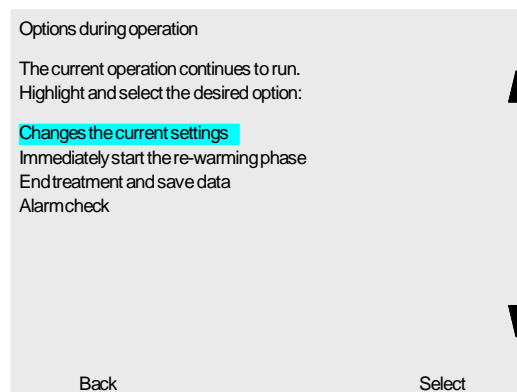 Options during operation
The current operation continues to run.
Highlight and select the desired option:
Changes the current settings
Immediately start the re-warming phase
End treatment and save data
Alarm check
Back Select